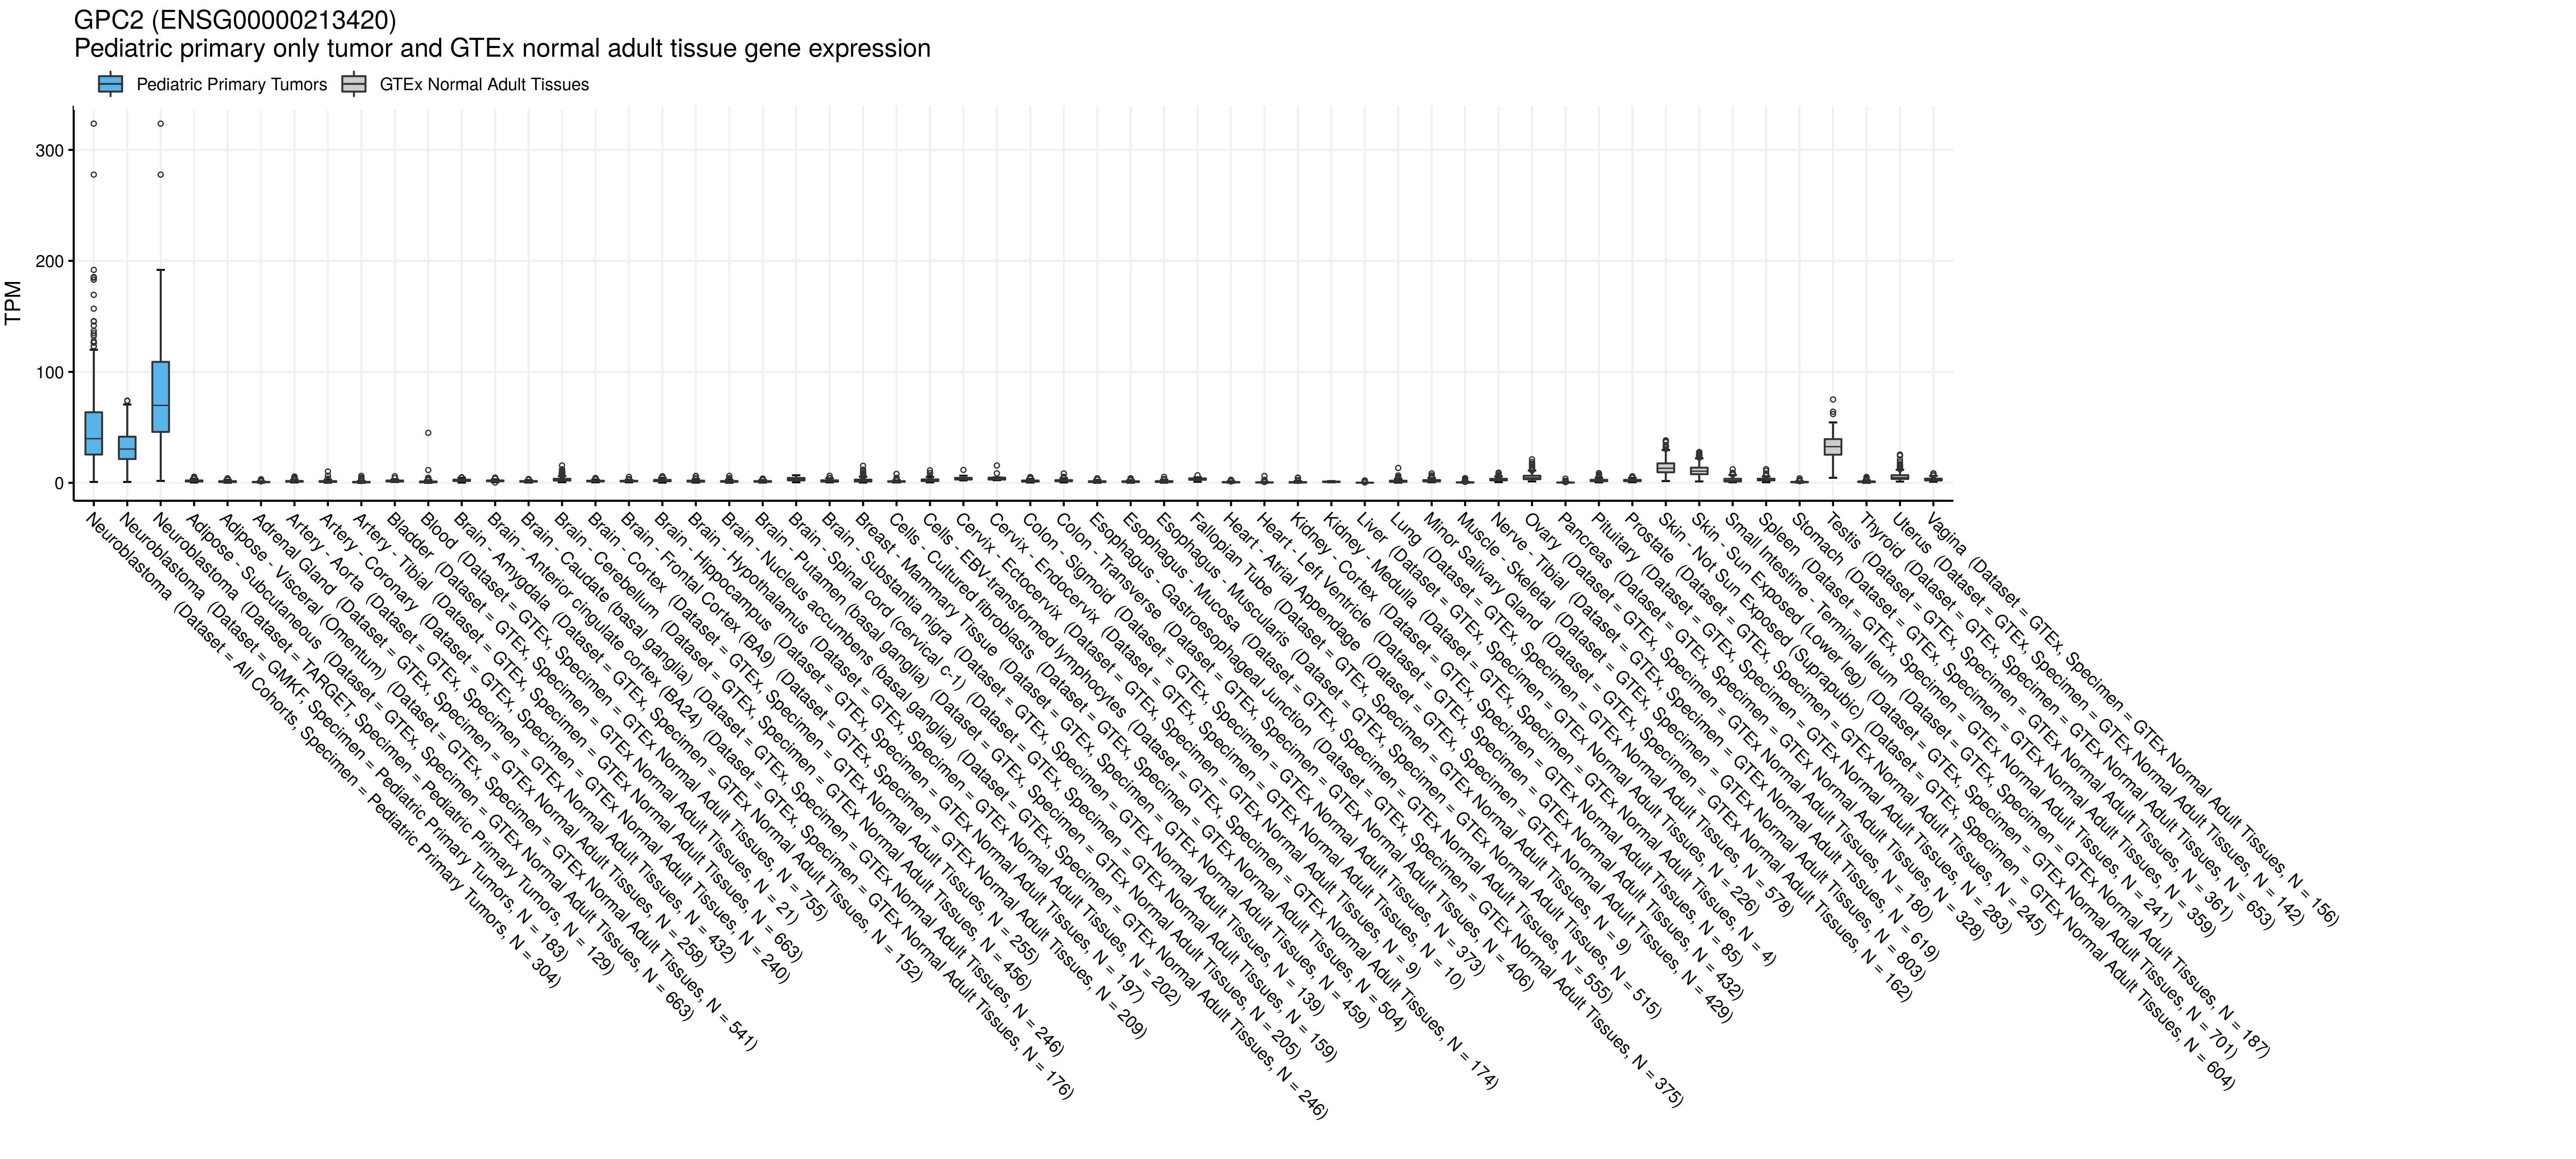 GPC2 (ENSG00000213420)
Pediatric primary only tumor and GTEx normal adult tissue gene expression
Pediatric Primary Tumors
GTEx Normal Adult Tissues
TPM
300
200
100
0
Neuroblastoma (Dataset = All Cohorts, Specimen = Pediatric Primary Tumors, N = 304)
Neuroblastoma (Dataset = GMKF, Specimen = Pediatric Primary Tumors, N = 183)
Neuroblastoma (Dataset = TARGET, Specimen = Pediatric Primary Tumors, N = 129)
Adipose - Subcutaneous (Dataset = GTEx, Specimen = GTEx Normal Adult Tissues, N = 663)
Adipose - Visceral (Omentum) (Dataset = GTEx, Specimen = GTEx Normal Adult Tissues, N = 541)
Adrenal Gland (Dataset = GTEx, Specimen = GTEx Normal Adult Tissues, N = 258)
Artery - Aorta (Dataset = GTEx, Specimen = GTEx Normal Adult Tissues, N = 432)
Artery - Coronary (Dataset = GTEx, Specimen = GTEx Normal Adult Tissues, N = 240)
Artery - Tibial (Dataset = GTEx, Specimen = GTEx Normal Adult Tissues, N = 663)
Bladder (Dataset = GTEx, Specimen = GTEx Normal Adult Tissues, N = 21)
Blood (Dataset = GTEx, Specimen = GTEx Normal Adult Tissues, N = 755)
Brain - Amygdala (Dataset = GTEx, Specimen = GTEx Normal Adult Tissues, N = 152)
Brain - Anterior cingulate cortex (BA24) (Dataset = GTEx, Specimen = GTEx Normal Adult Tissues, N = 176)
Brain - Caudate (basal ganglia) (Dataset = GTEx, Specimen = GTEx Normal Adult Tissues, N = 246)
Brain - Cerebellum (Dataset = GTEx, Specimen = GTEx Normal Adult Tissues, N = 456)
Brain - Cortex (Dataset = GTEx, Specimen = GTEx Normal Adult Tissues, N = 255)
Brain - Frontal Cortex (BA9) (Dataset = GTEx, Specimen = GTEx Normal Adult Tissues, N = 209)
Brain - Hippocampus (Dataset = GTEx, Specimen = GTEx Normal Adult Tissues, N = 197)
Brain - Hypothalamus (Dataset = GTEx, Specimen = GTEx Normal Adult Tissues, N = 202)
Brain - Nucleus accumbens (basal ganglia) (Dataset = GTEx, Specimen = GTEx Normal Adult Tissues, N = 246)
Brain - Putamen (basal ganglia) (Dataset = GTEx, Specimen = GTEx Normal Adult Tissues, N = 205)
Brain - Spinal cord (cervical c-1) (Dataset = GTEx, Specimen = GTEx Normal Adult Tissues, N = 159)
Brain - Substantia nigra (Dataset = GTEx, Specimen = GTEx Normal Adult Tissues, N = 139)
Breast - Mammary Tissue (Dataset = GTEx, Specimen = GTEx Normal Adult Tissues, N = 459)
Cells - Cultured fibroblasts (Dataset = GTEx, Specimen = GTEx Normal Adult Tissues, N = 504)
Cells - EBV-transformed lymphocytes (Dataset = GTEx, Specimen = GTEx Normal Adult Tissues, N = 174)
Cervix - Ectocervix (Dataset = GTEx, Specimen = GTEx Normal Adult Tissues, N = 9)
Cervix - Endocervix (Dataset = GTEx, Specimen = GTEx Normal Adult Tissues, N = 10)
Colon - Sigmoid (Dataset = GTEx, Specimen = GTEx Normal Adult Tissues, N = 373)
Colon - Transverse (Dataset = GTEx, Specimen = GTEx Normal Adult Tissues, N = 406)
Esophagus - Gastroesophageal Junction (Dataset = GTEx, Specimen = GTEx Normal Adult Tissues, N = 375)
Esophagus - Mucosa (Dataset = GTEx, Specimen = GTEx Normal Adult Tissues, N = 555)
Esophagus - Muscularis (Dataset = GTEx, Specimen = GTEx Normal Adult Tissues, N = 515)
Fallopian Tube (Dataset = GTEx, Specimen = GTEx Normal Adult Tissues, N = 9)
Heart - Atrial Appendage (Dataset = GTEx, Specimen = GTEx Normal Adult Tissues, N = 429)
Heart - Left Ventricle (Dataset = GTEx, Specimen = GTEx Normal Adult Tissues, N = 432)
Kidney - Cortex (Dataset = GTEx, Specimen = GTEx Normal Adult Tissues, N = 85)
Kidney - Medulla (Dataset = GTEx, Specimen = GTEx Normal Adult Tissues, N = 4)
Liver (Dataset = GTEx, Specimen = GTEx Normal Adult Tissues, N = 226)
Lung (Dataset = GTEx, Specimen = GTEx Normal Adult Tissues, N = 578)
Minor Salivary Gland (Dataset = GTEx, Specimen = GTEx Normal Adult Tissues, N = 162)
Muscle - Skeletal (Dataset = GTEx, Specimen = GTEx Normal Adult Tissues, N = 803)
Nerve - Tibial (Dataset = GTEx, Specimen = GTEx Normal Adult Tissues, N = 619)
Ovary (Dataset = GTEx, Specimen = GTEx Normal Adult Tissues, N = 180)
Pancreas (Dataset = GTEx, Specimen = GTEx Normal Adult Tissues, N = 328)
Pituitary (Dataset = GTEx, Specimen = GTEx Normal Adult Tissues, N = 283)
Prostate (Dataset = GTEx, Specimen = GTEx Normal Adult Tissues, N = 245)
Skin - Not Sun Exposed (Suprapubic) (Dataset = GTEx, Specimen = GTEx Normal Adult Tissues, N = 604)
Skin - Sun Exposed (Lower leg) (Dataset = GTEx, Specimen = GTEx Normal Adult Tissues, N = 701)
Small Intestine - Terminal Ileum (Dataset = GTEx, Specimen = GTEx Normal Adult Tissues, N = 187)
Spleen (Dataset = GTEx, Specimen = GTEx Normal Adult Tissues, N = 241)
Stomach (Dataset = GTEx, Specimen = GTEx Normal Adult Tissues, N = 359)
Testis (Dataset = GTEx, Specimen = GTEx Normal Adult Tissues, N = 361)
Thyroid (Dataset = GTEx, Specimen = GTEx Normal Adult Tissues, N = 653)
Uterus (Dataset = GTEx, Specimen = GTEx Normal Adult Tissues, N = 142)
Vagina (Dataset = GTEx, Specimen = GTEx Normal Adult Tissues, N = 156)